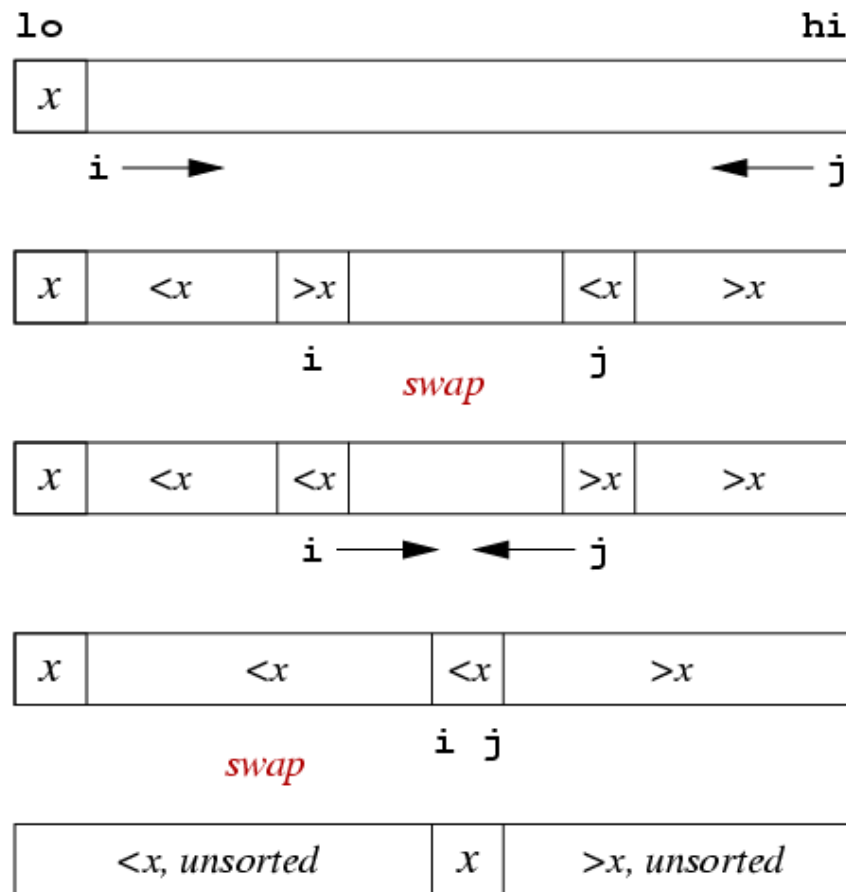 lo hi
x
i j
x <x >x <x >x
i j
swap
x <x <x >x >x
i j
x <x <x >x
i j
swap
<x, unsorted x >x, unsorted